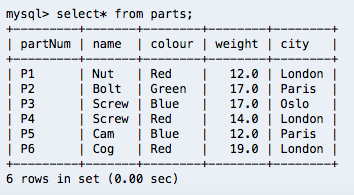 mysql> select* from parts;
+---------+-------+--------+--------+--------+
| partNum | name | colour | weight | city |
+---------+-------+--------+--------+--------+
| P1 | Nut | Red | 12.0 | London |
| P2 | Bolt | Green | 17.0 | Paris |
| P3 | Screw | Blue | 17.0 | Oslo |
| P4 | Screw | Red | 14.0 | London |
| P5 | Cam | Blue | 12.0 | Paris |
| P6 | Cog | Red | 19.0 | London |
+---------+-------+--------+--------+--------+
6 rows in set (0.00 sec)